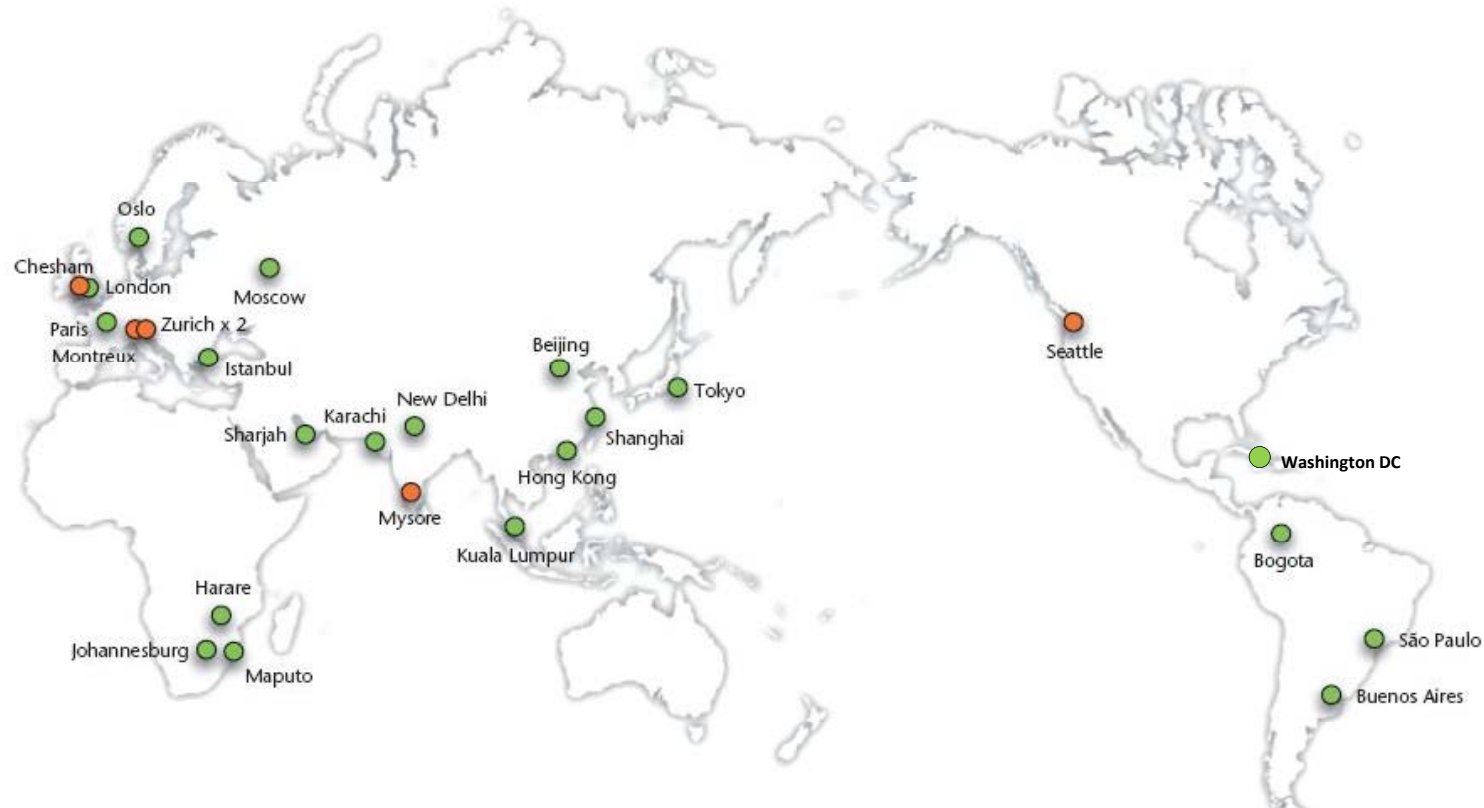 Oslo
Chesham
London
Moscow
Paris
Zurich x 2
Montreux
Istanbul
Beijing
Seattle
Tokyo
New Delhi
Karachi
Sharjah
Shanghai
Hong Kong
Washington DC
Mysore
Kuala Lumpur
Bogota
Harare
Johannesburg
Maputo
São Paulo
Buenos Aires